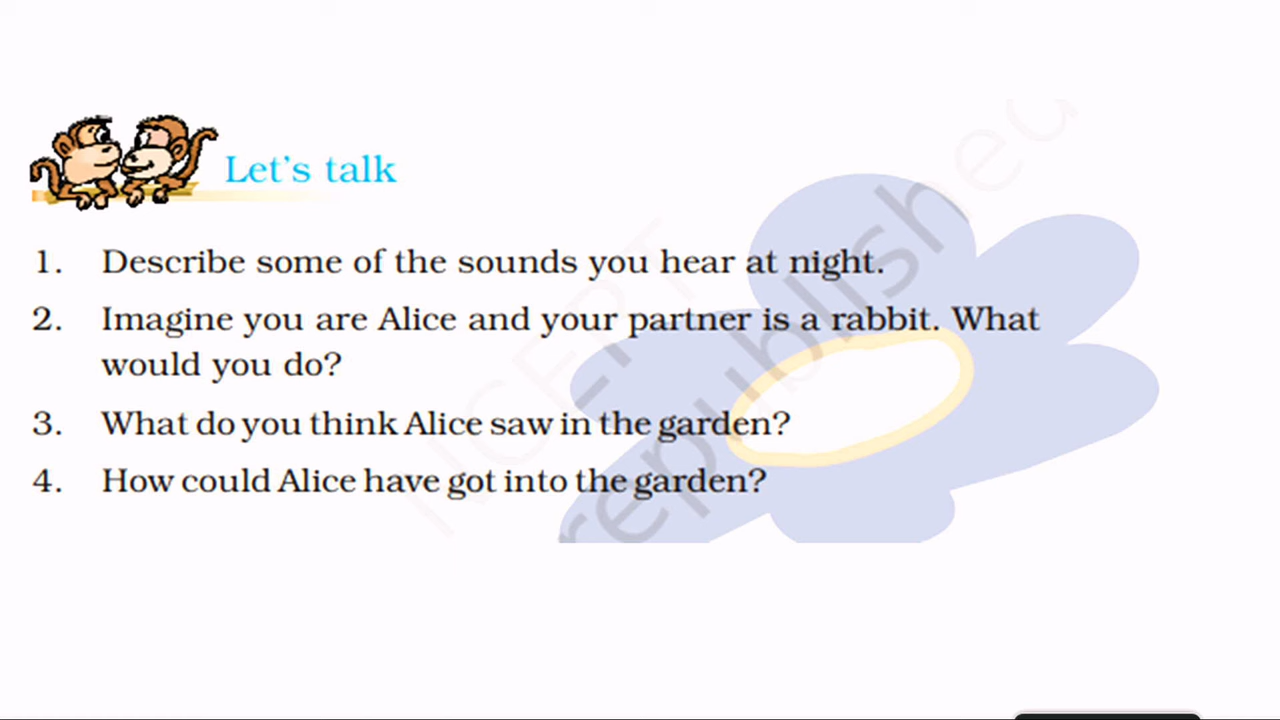 Let's talk
1. Describe some of the sounds you hear at night.
2. Imagine you are Alice and your partner is a rabbit. What
would you do?
3. What do you think Alice saw in the garden?
4. How could Alice have got into the garden?
NCERT
republished